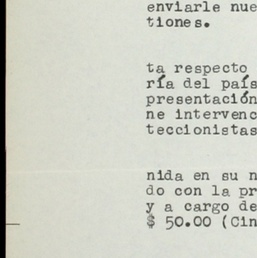 enviarle nue
tiones.
ta respecto
ría del país
presentación
ne intervenc
teccionistas
nida en su n
do con la pr
y a cargo de
$ 50.00 (Cin